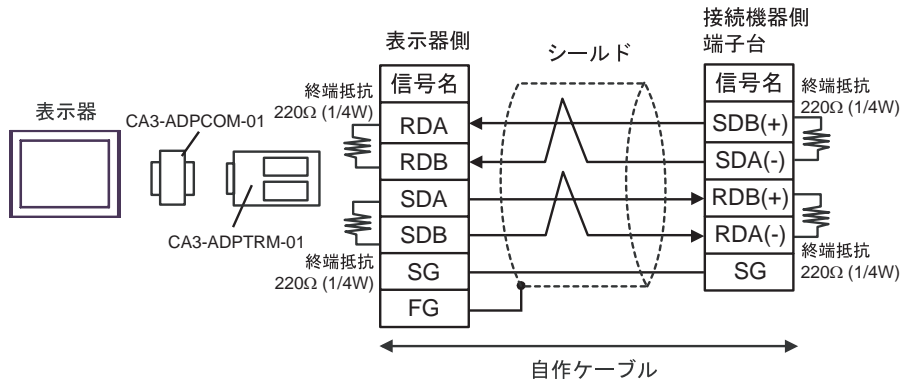 表示器
CA3-ADPCOM-01
CA3-ADPTRM-01
表示器側
信号名
RDA
RDB
SDA
SDB
SG
FG
終端抵抗
220Ω (1/4W)
終端抵抗
220Ω (1/4W)
シールド
接続機器側
端子台
信号名
SDB(+)
SDA(-)
RDB(+)
RDA(-)
SG
終端抵抗
220Ω (1/4W)
終端抵抗
220Ω (1/4W)
自作ケーブル